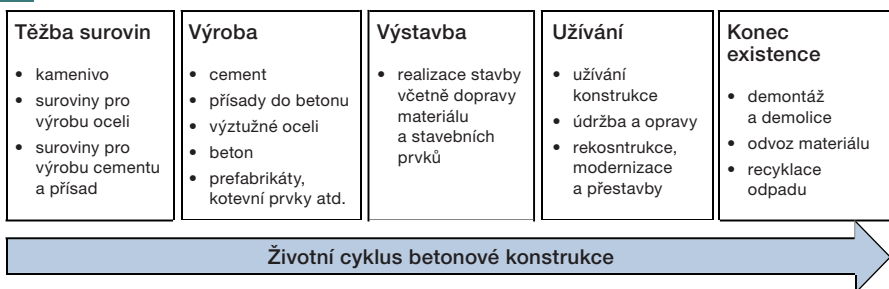 Těžba surovin
• kamenivo
• suroviny pro
výrobu oceli
• suroviny pro
výrobu cementu
a přísad
Výroba
• cement
• přísady do betonu
• výztužné oceli
• beton
• prefabrikáty,
kotevní prvky atd.
Výstavba
• realizace stavby
včetně dopravy
materiálu
a stavebních
prvků
Užívání
• užívání
konstrukce
• údržba a opravy
• rekosntrukce,
modernizace
a přestavby
Konec
existence
• demontáž
a demolice
• odvoz materiálu
• recyklace
odpadu
Životní cyklus betonové konstrukce